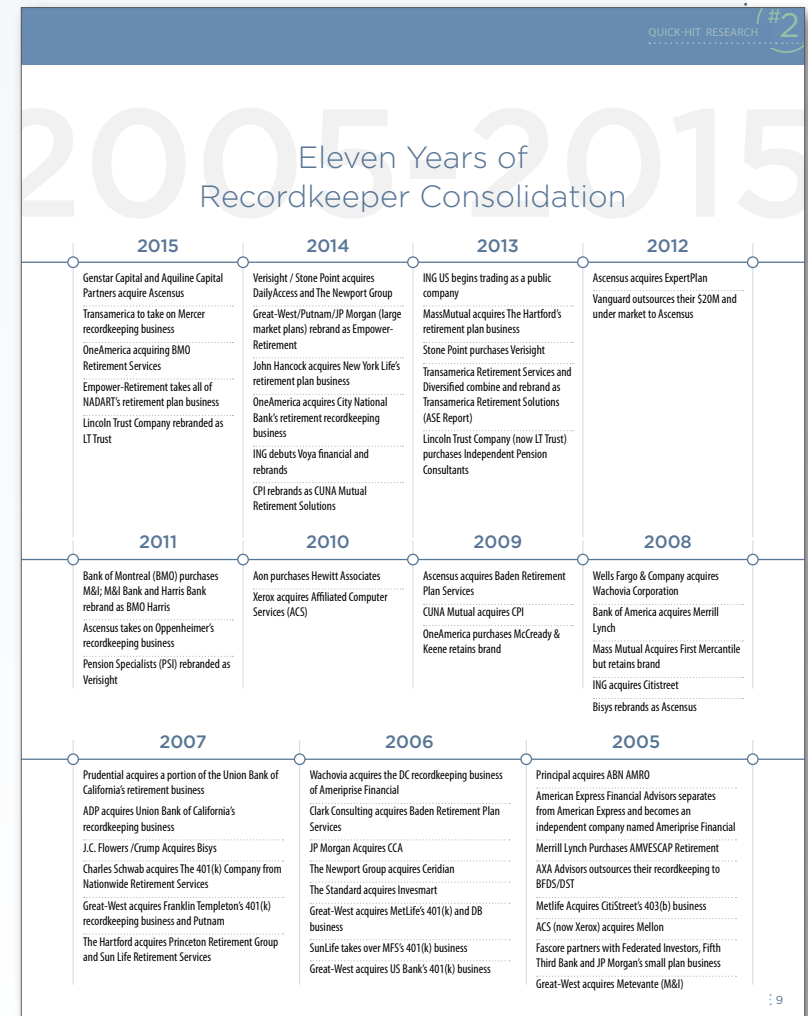 QUICK-HIT RESEARCH #2
2005-2015
Eleven Years of
Recordkeeper Consolidation
2015
Genstar Capital and Aquiline Capital
Partners acquire Ascensus
Transamerica to take on Mercer
recordkeeping business
OneAmerica acquiring BMO
Retirement Services
Empower-Retirement takes all of
NADART's retirement plan business
Lincoln Trust Company rebranded as
LT Trust
2014
Verisight / Stone Point acquires
DailyAccess and The Newport Group
Great-West/Putnam/JP Morgan (large
market plans) rebrand as Empower-
Retirement
John Hancock acquires New York Life's
retirement plan business
OneAmerica acquires City National
Bank's retirement recordkeeping
business
ING debuts Voya financial and
rebrands
CPI rebrands as CUNA Mutual
Retirement Solutions
2013
ING US begins trading as a public
company
MassMutual acquires The Hartford's
retirement plan business
Stone Point purchases Verisight
Transamerica Retirement Services and
Diversified combine and rebrand as
Transamerica Retirement Solutions
(ASE Report)
Lincoln Trust Company (now LT Trust)
purchases Independent Pension
Consultants
2012
Ascensus acquires ExpertPlan
Vanguard outsources their $20M and
under market to Ascensus
2011
Bank of Montreal (BMO) purchases
M&I; M&I Bank and Harris Bank
rebrand as BMO Harris
Ascensus takes on Oppenheimer's
recordkeeping business
Pension Specialists (PSI) rebranded as
Verisight
2010
Aon purchases Hewitt Associates
Xerox acquires Affiliated Computer
Services (ACS)
2009
Ascensus acquires Baden Retirement
Plan Services
CUNA Mutual acquires CPI
OneAmerica purchases McCready &
Keene retains brand
2008
Wells Fargo & Company acquires
Wachovia Corporation
Bank of America acquires Merrill
Lynch
Mass Mutual Acquires First Mercantile
but retains brand
ING acquires Citistreet
Bisys rebrands as Ascensus
2007
Prudential acquires a portion of the Union Bank of
California's retirement business
ADP acquires Union Bank of California's
recordkeeping business
J.C. Flowers /Crump Acquires Bisys
Charles Schwab acquires The 401(k) Company from
Nationwide Retirement Services
Great-West acquires Franklin Templeton's 401(k)
recordkeeping business and Putnam
The Hartford acquires Princeton Retirement Group
and Sun Life Retirement Services
2006
Wachovia acquires the DC recordkeeping business
of Ameriprise Financial
Clark Consulting acquires Baden Retirement Plan
Services
JP Morgan Acquires CCA
The Newport Group acquires Ceridian
The Standard acquires Invesmart
Great-West acquires MetLife's 401(k) and DB
business
SunLife takes over MFS's 401(k) business
Great-West acquires US Bank's 401(k) business
2005
Principal acquires ABN AMRO
American Express Financial Advisors separates
from American Express and becomes an
independent company named Ameriprise Financial
Merrill Lynch Purchases AMVESCAP Retirement
AXA Advisors outsources their recordkeeping to
BFDS/DST
Metlife Acquires CitiStreet's 403(b) business
ACS (now Xerox) acquires Mellon
Fascore partners with Federated Investors, Fifth
Third Bank and JP Morgan's small plan business
Great-West acquires Metevante (M&I)
9